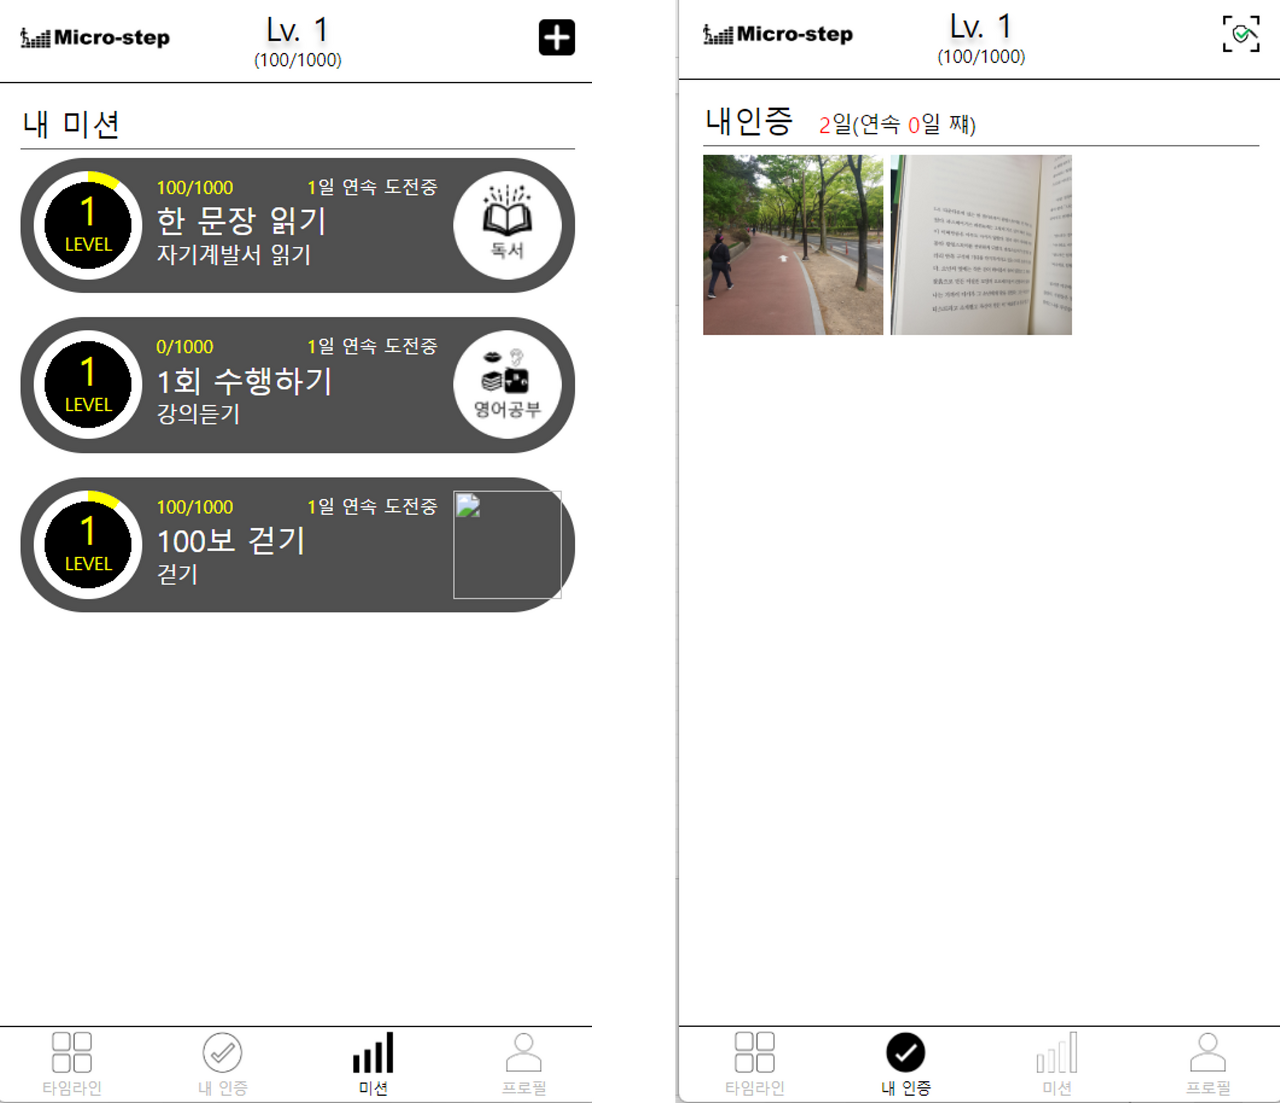 Micro-step
Lv. 1
(100/1000)
내 미션
100/1000
1일 연속 도전중
1
LEVEL
한 문장 읽기
자기계발서 읽기
독서
0/1000
1일 연속 도전중
1
LEVEL
1회 수행하기
강의듣기
영어공부
100/1000
1일 연속 도전중
1
LEVEL
100보 걷기
걷기
타임라인
내 인증
미션
프로필
Micro-step
Lv. 1
(100/1000)
내인증
2일(연속 0일 쨰)
타임라인
내 인증
미션
프로필